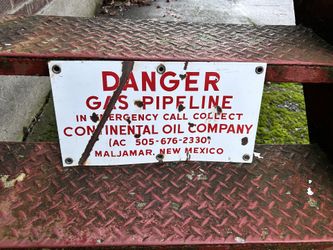 DANGER
GAS PIPELINE
IN EMERGENCY CALL COLLECT
CONTINENTAL OIL COMPANY
(AC 505-676-2330)
MALJAMAR, NEW MEXICO